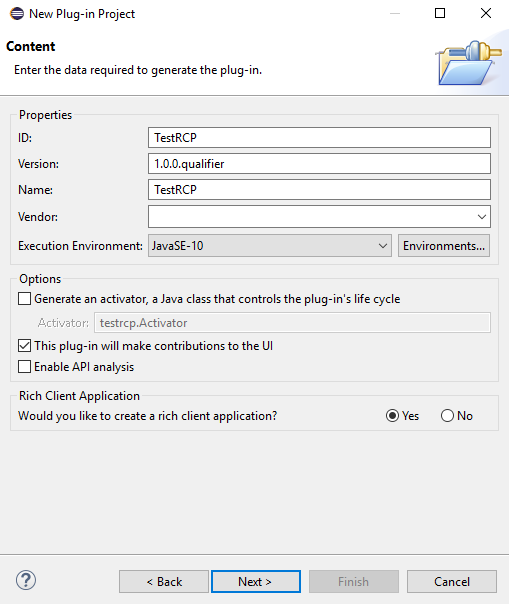 New Plug-in Project
Content
Enter the data required to generate the plug-in.
Properties
ID: TestRCP
Version: 1.0.0.qualifier
Name: TestRCP
Vendor:
Execution Environment: JavaSE-10 Environments...
Options
Generate an activator, a Java class that controls the plug-in's life cycle
Activator: testrcp.Activator
This plug-in will make contributions to the UI
Enable API analysis
Rich Client Application
Would you like to create a rich client application? Yes No
? < Back Next > Finish Cancel